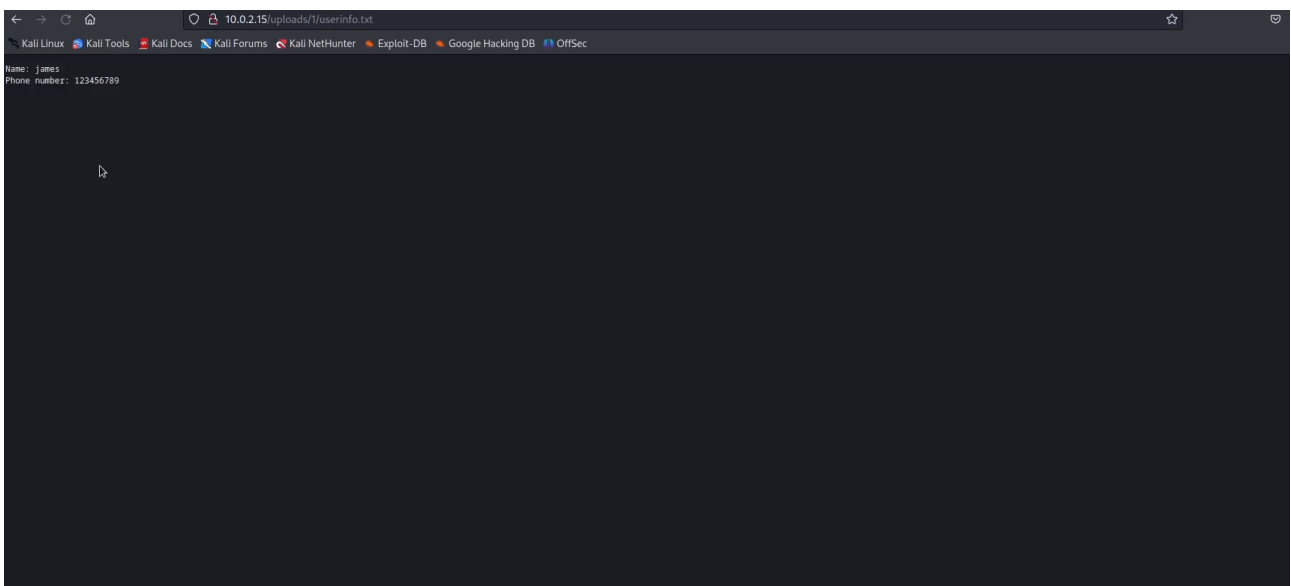 10.0.2.15/uploads/1/userinfo.txt
Kali Linux Kali Tools Kali Docs Kali Forums Kali NetHunter Exploit-DB Google Hacking DB OffSec
Name: james
Phone number: 123456789